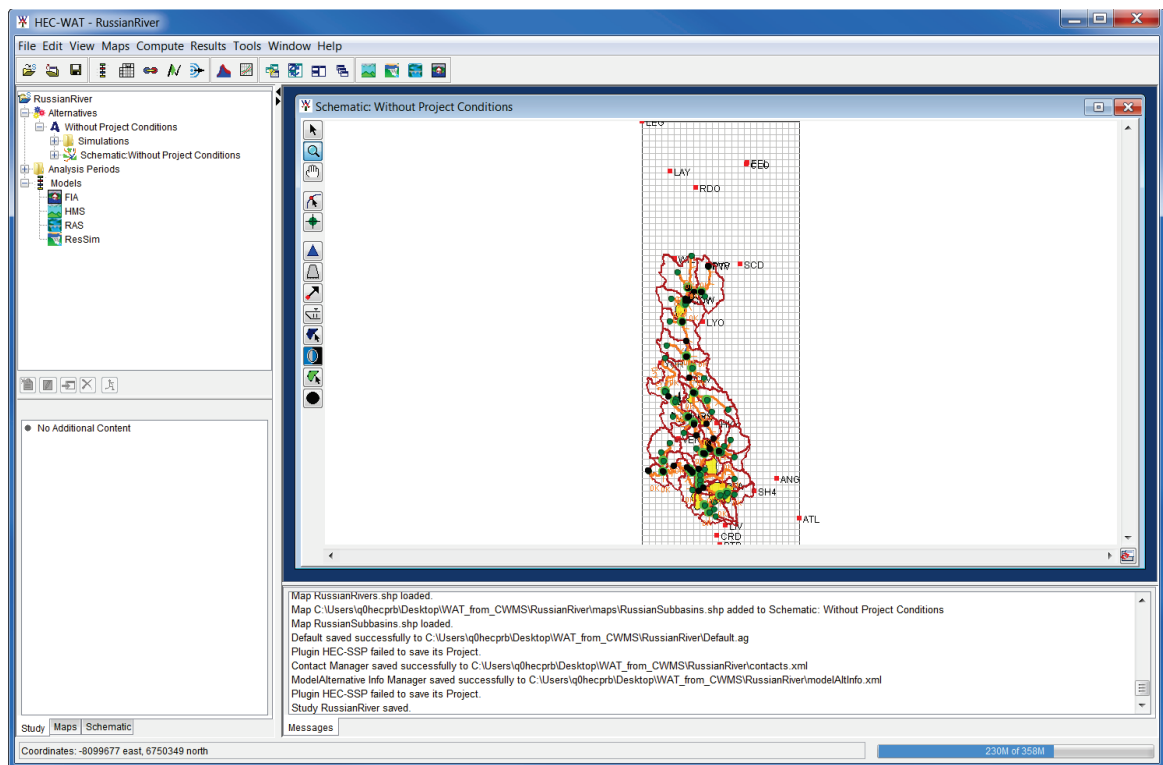 HEC-WAT - RussianRiver
File Edit View Maps Compute Results Tools Window Help
RussianRiver
Alternatives
Without Project Conditions
Simulations
Schematic:Without Project Conditions
Analysis Periods
Models
FIA
HMS
RAS
ResSim
No Additional Content
Study Maps Schematic
Schematic: Without Project Conditions
LEG
LAY
RDO
SCD
LYO
ANG
SH4
ATL
CRD
Map RussianRivers.shp loaded.
Map C:\Users\q0hecprb\Desktop\WAT_from_CWMS\RussianRiver\maps\RussianSubbasins.shp added to Schematic: Without Project Conditions
Map RussianSubbasins.shp loaded.
Default saved successfully to C:\Users\q0hecprb\Desktop\WAT_from_CWMS\RussianRiver\Default.ag
Plugin HEC-SSP failed to save its Project.
Contact Manager saved successfully to C:\Users\q0hecprb\Desktop\WAT_from_CWMS\RussianRiver\contacts.xml
ModelAlternative Info Manager saved successfully to C:\Users\q0hecprb\Desktop\WAT_from_CWMS\RussianRiver\modelAltInfo.xml
Plugin HEC-SSP failed to save its Project.
Study RussianRiver saved.
Messages
Coordinates: -8099677 east, 6750349 north
230M of 358M